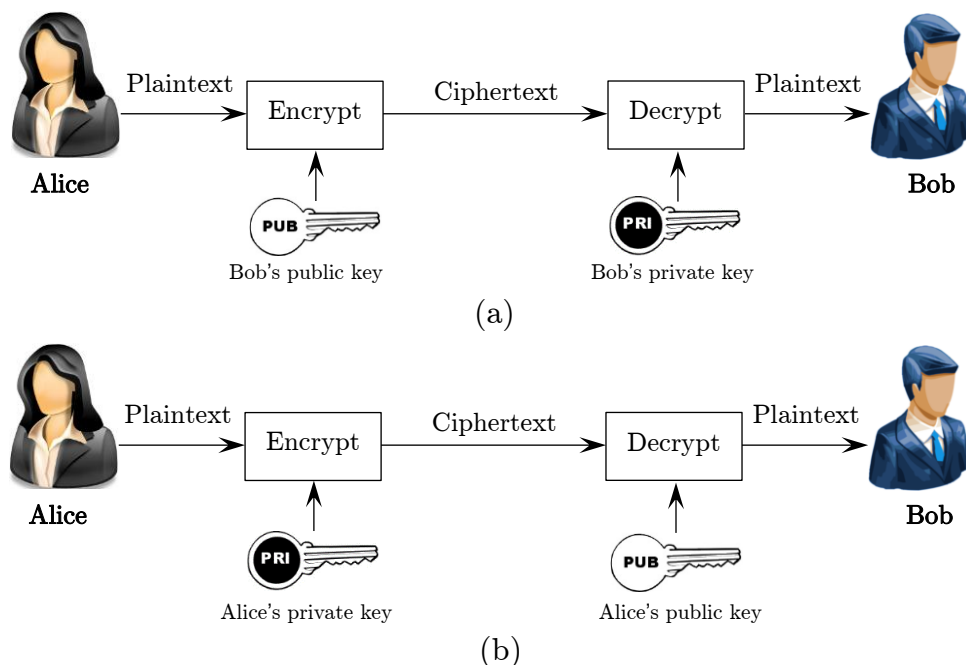 Plaintext
Ciphertext
Plaintext
Encrypt
Decrypt
Alice
Bob
PUB
PRI
Bob's public key
Bob's private key
(a)
Plaintext
Ciphertext
Plaintext
Encrypt
Decrypt
Alice
Bob
PRI
PUB
Alice's private key
Alice's public key
(b)